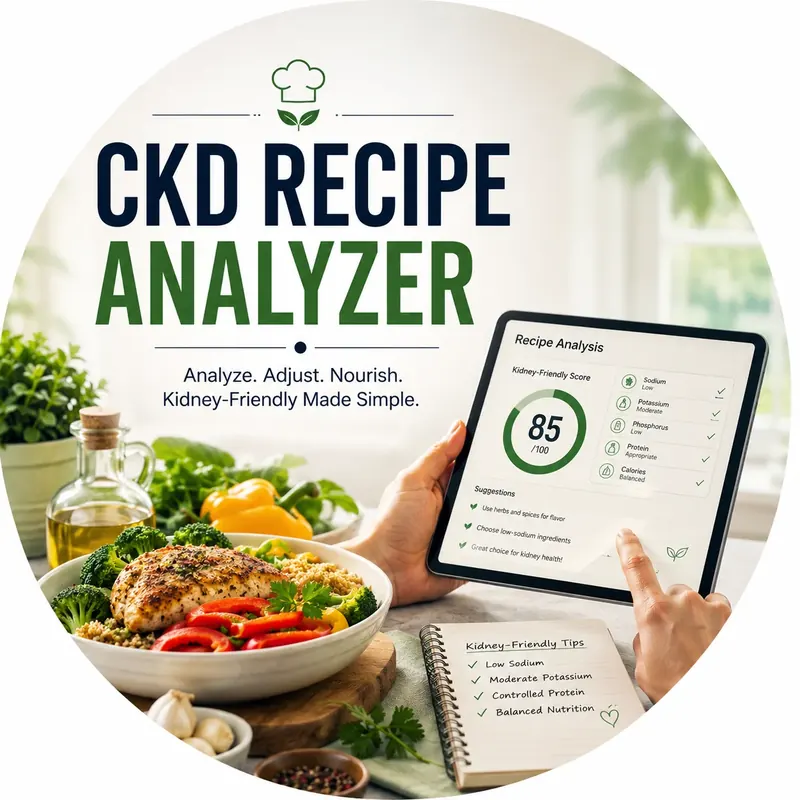 CKD RECIPE
ANALYZER
Analyze. Adjust. Nourish.
Kidney-Friendly Made Simple.
Recipe Analysis
Kidney-Friendly Score
85
/100
Sodium
Low
Potassium
Moderate
Phosphorus
Low
Protein
Appropriate
Calories
Balanced
Suggestions
Use herbs and spices for flavor
Choose low-sodium ingredients
Great choice for kidney health!
Kidney-Friendly Tips
Low Sodium
Moderate Potassium
Controlled Protein
Balanced Nutrition